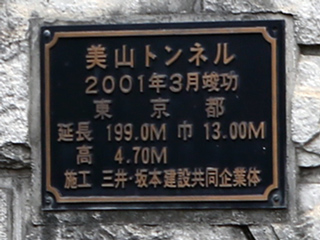 美山トンネル
2001年3月竣功
東京都
延長 199.0M 巾 13.00M
高 4.70M
施工 三井・坂本建設共同企業体